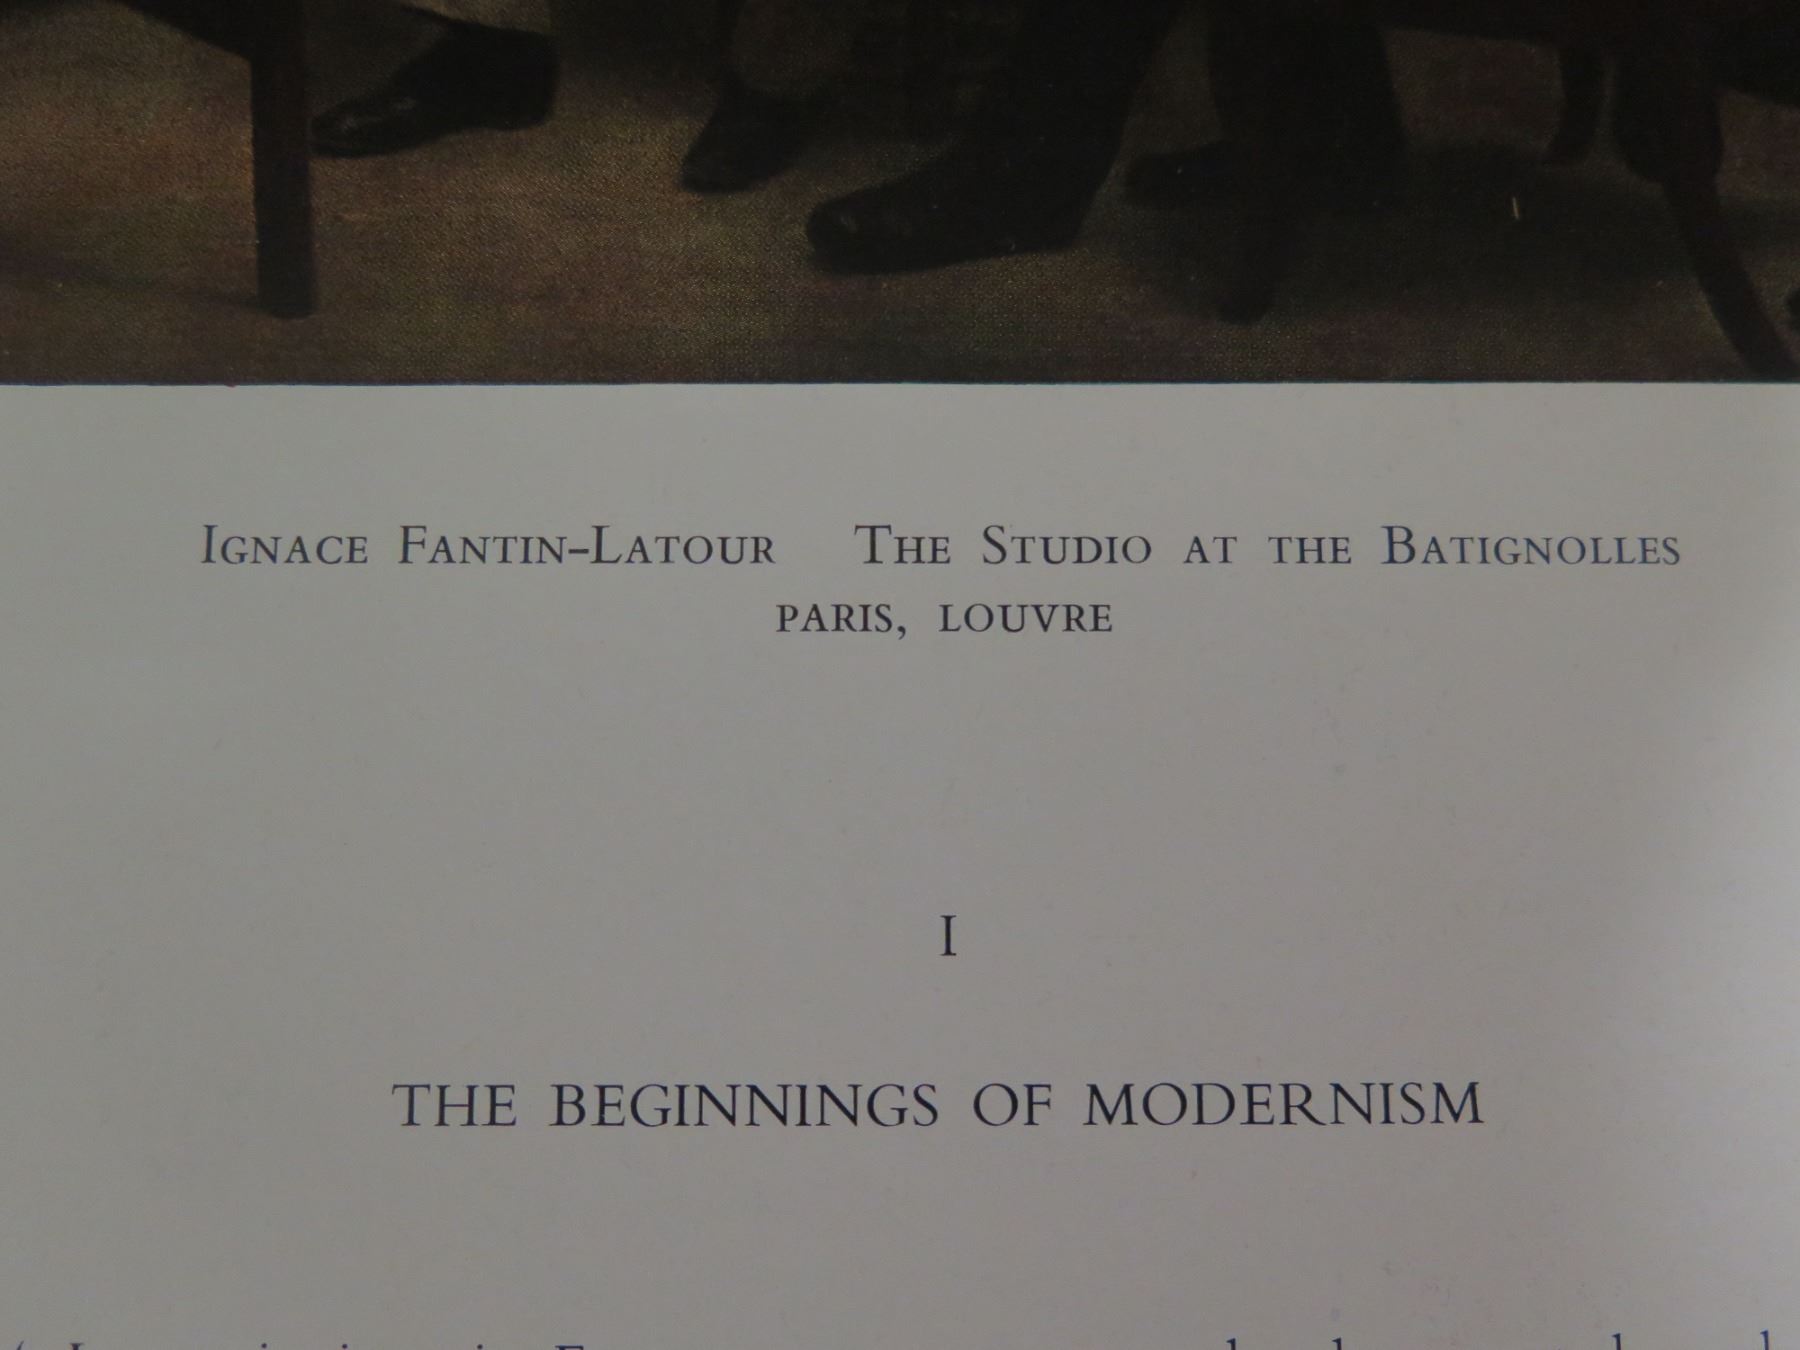 Ignace Fantin-Latour The Studio at the Batignolles
PARIS, LOUVRE
I
THE BEGINNINGS OF MODERNISM